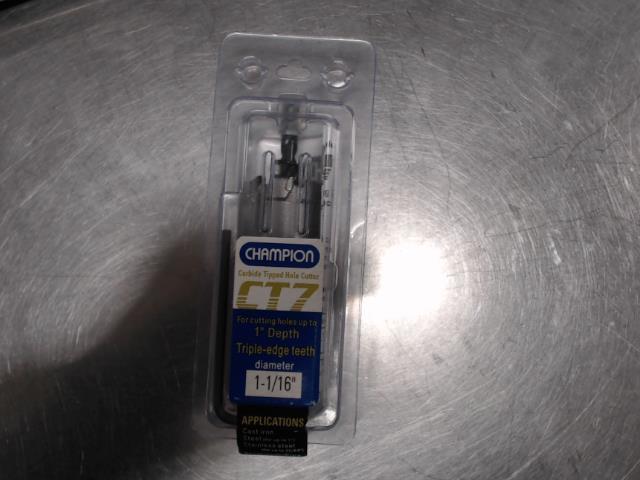 CHAMPION
Carbide Tipped Hole Cutter
CT7
For cutting holes up to
1" Depth
Triple-edge teeth
diameter
1-1/16"
APPLICATIONS
Cast iron
Steel
Stainless steel